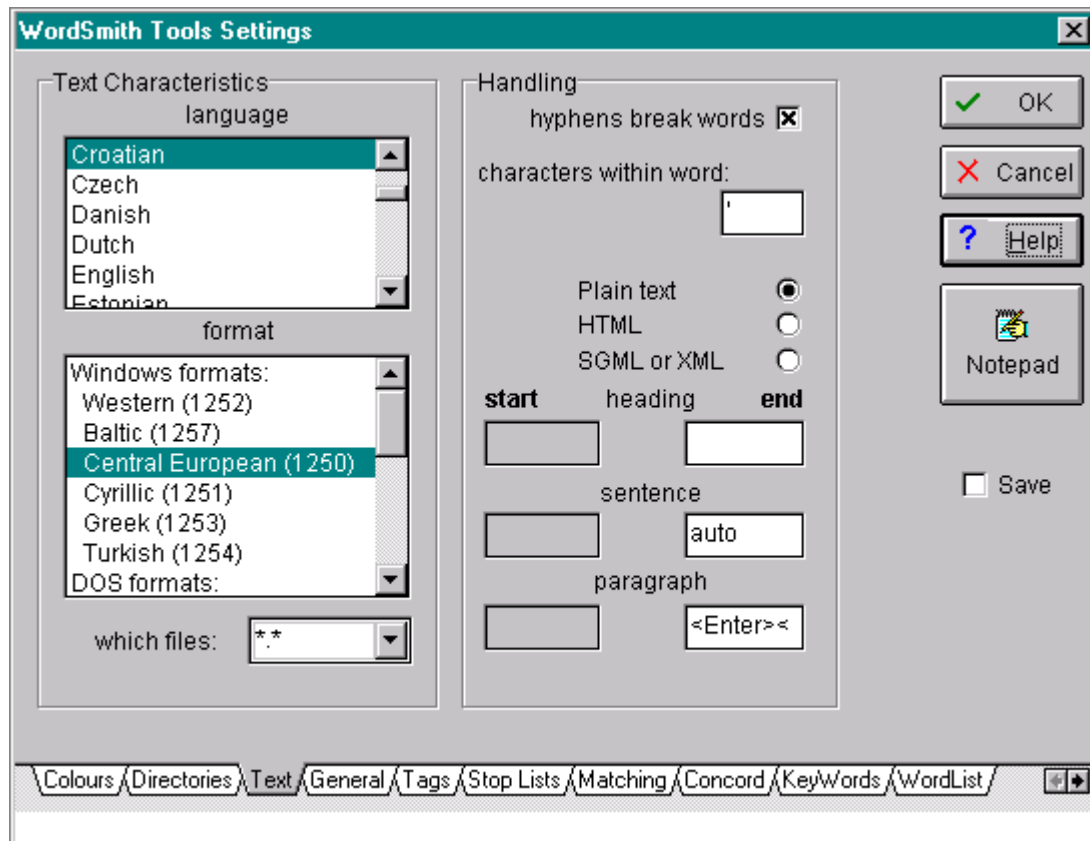 WordSmith Tools Settings
Text Characteristics
language
Croatian
Czech
Danish
Dutch
English
Estonian
format
Windows formats:
Western (1252)
Baltic (1257)
Central European (1250)
Cyrillic (1251)
Greek (1253)
Turkish (1254)
DOS formats:
which files: *.*
Handling
hyphens break words
characters within word:
'
Plain text
HTML
SGML or XML
start heading end
sentence
auto
paragraph
<Enter><
OK
Cancel
? Help
Notepad
Save
Colours Directories Text General Tags Stop Lists Matching Concord KeyWords WordList